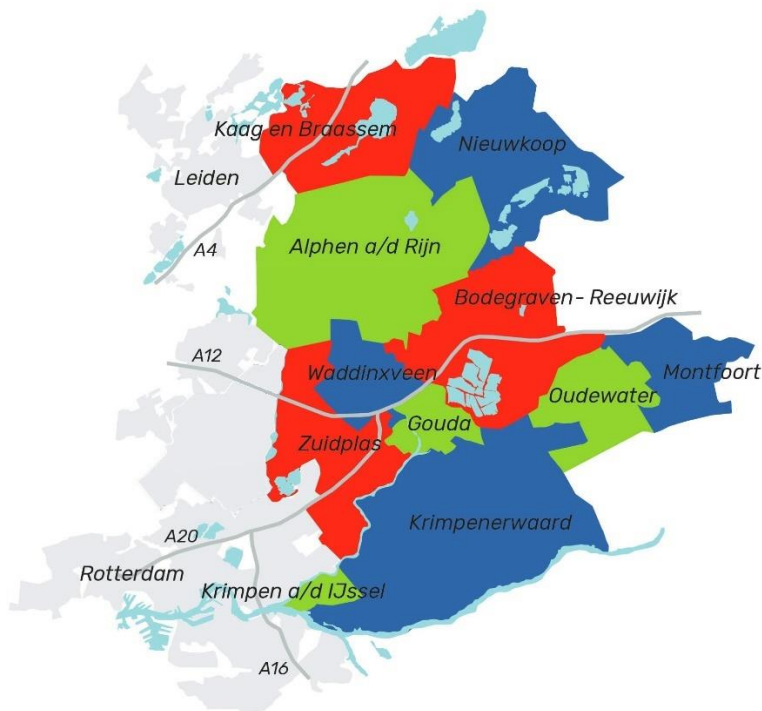 Kaag en Braassem
Nieuwkoop
Leiden
A4
Alphen a/d Rijn
Bodegraven - Reeuwijk
A12
Waddinxveen
Montfoort
Oudewater
Gouda
Zuidplas
Krimpenerwaard
A20
Rotterdam
Krimpen a/d IJssel
A16